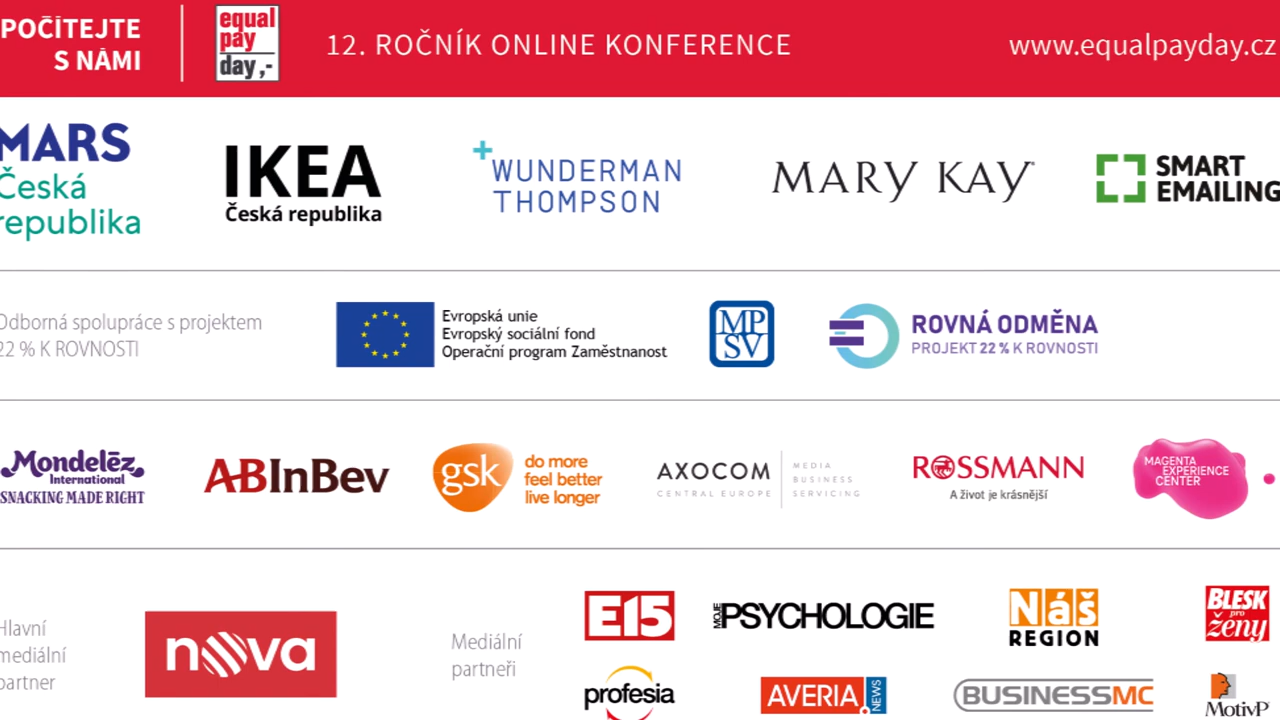 POČÍTEJTE
S NÁMI
equal
pay
day,-
12. ROČNÍK ONLINE KONFERENCE
www.equalpayday.cz
MARS
Česká
republika
IKEA
Česká republika
WUNDERMAN
THOMPSON
MARY KAY
SMART
EMAILING
Odborná spolupráce s projektem
22 % K ROVNOSTI
Evropská unie
Evropský sociální fond
Operační program Zaměstnanost
MP
SV
ROVNÁ ODMĚNA
PROJEKT 22 % K ROVNOSTI
Mondelēz
International
SNACKING MADE RIGHT
ABInBev
gsk
do more
feel better
live longer
AXOCOM
CENTRAL EUROPE
MEDIA
BUSINESS
SERVICING
ROSSMANN
A život je krásnější
MAGENTA
EXPERIENCE
CENTER
Hlavní
mediální
partner
nova
Mediální
partneři
E15
MOJE PSYCHOLOGIE
Náš
REGION
BLESK
pro
ženy
profesia
AVERIA.NEWS
BUSINESSMC
MotivP